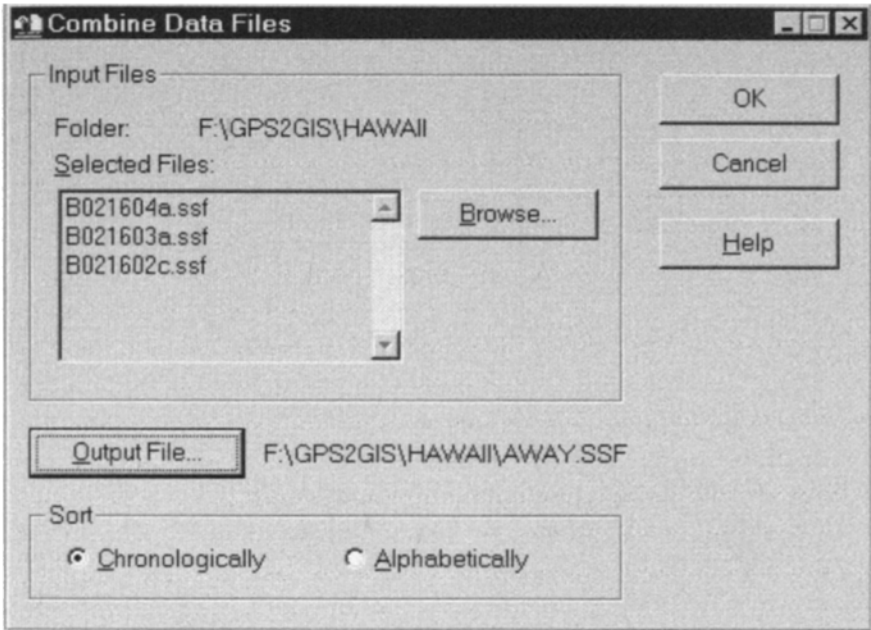 Combine Data Files
Input Files
Folder: F:\GPS2GIS\HAWAII
Selected Files:
B021604a.ssf
B021603a.ssf
B021602c.ssf
Browse...
OK
Cancel
Help
Output File... F:\GPS2GIS\HAWAII\AWAY.SSF
Sort
Chronologically Alphabetically